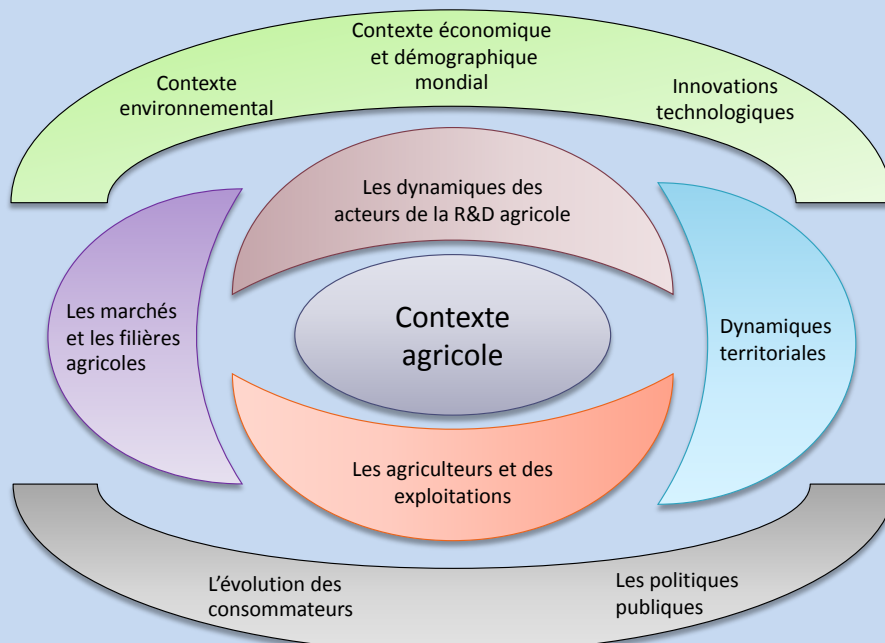 Contexte économique
et démographique
mondial
Contexte
environnemental
Innovations
technologiques
Les dynamiques des
acteurs de la R&D agricole
Les marchés
et les filières
agricoles
Contexte
agricole
Dynamiques
territoriales
Les agriculteurs et des
exploitations
L’évolution des
consommateurs
Les politiques
publiques